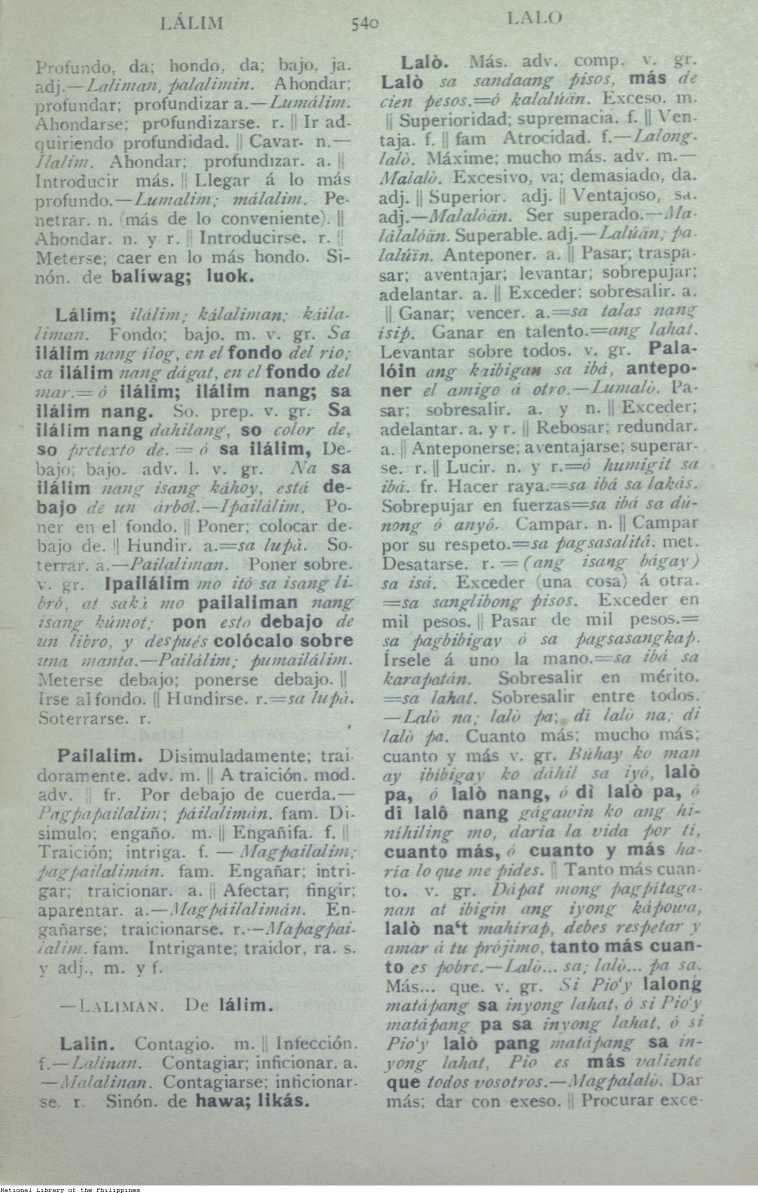 LÁLIM 540 LALO
Profundo, da; hondo, da; bajo, ja.
adj.—Laliman, palalimin. Ahondar;
profundar; profundizar a.—Lumálim.
Ahondarse; profundizarse. r. || Ir ad-
quiriendo profundidad. || Cavar. n.—
Ilalim. Ahondar; profundizar. a. ||
Introducir más. || Llegar á lo más
profundo.—Lumalim; málalim. Pe-
netrar. n. (más de lo conveniente). ||
Ahondar. n. y r. || Introducirse. r. ||
Meterse; caer en lo más hondo. Si-
nón. de baliwag; luok.
Lálim; ilálim; kálaliman; káila-
liman. Fondo; bajo. m. v. gr. Sa
ilálim nang ilog, en el fondo del rio;
sa ilálim nang dágat, en el fondo del
mar.=ó ilálim; ilálim nang; sa
ilálim nang. So. prep. v. gr. Sa
ilálim nang dahilang, so color de,
so pretexto de.=ó sa ilálim, De-
bajo; bajo. adv. l. v. gr. Na sa
ilálim nang isang káhoy, está de-
bajo de un árbol.—Ipailálim. Po-
ner en el fondo. || Poner; colocar de-
bajo de. || Hundir. a.=sa lupà. So-
terrar. a.—Pailaliman. Poner sobre.
v. gr. Ipailálim mo itó sa isang li-
bró, at sakà mo pailaliman nang
isang kúmot; pon esto debajo de
un libro, y después colócalo sobre
una manta.—Pailálim; pumailálim.
Meterse debajo; ponerse debajo. ||
Irse al fondo. || Hundirse. r.=sa lupà.
Soterrarse. r.
Pailalim. Disimuladamente; trai-
doramente. adv. m. || A traición. mod.
adv. || fr. Por debajo de cuerda.—
Pagpapailalim; páilalimán. fam. Di-
simulo; engaño. m. || Engañifa. f. ||
Traición; intriga. f. — Magpailalim;
pagpailalimán. fam. Engañar; intri-
gar; traicionar. a. || Afectar; fingir;
aparentar. a.—Magpáilalimán. En-
gañarse; traicionarse. r.—Mapagpai-
lalim. fam. Intrigante; traidor, ra. s.
y adj., m. y f.
—LALIMAN. De lálim.
Lalin. Contagio. m. || Infección.
f.—Lalinan. Contagiar; inficionar. a.
—Malalinan. Contagiarse; inficionar-
se. r. Sinón. de hawa; likás.
Lalò. Más. adv. comp. v. gr.
Lalò sa sandaang pisos, más de
cien pesos.=ó kalalúán. Exceso. m.
|| Superioridad; supremacia. f. || Ven-
taja. f. || fam Atrocidad. f.—Lalong-
lalò. Máxime; mucho más. adv. m.—
Malalò. Excesivo, va; demasiado, da.
adj. || Superior. adj. || Ventajoso, sa.
adj.—Malalóán. Ser superado.—Ma-
lálalóán. Superable. adj.—Lalúán; pa-
lalúin. Anteponer. a. || Pasar; traspa-
sar; aventajar; levantar; sobrepujar;
adelantar. a. || Exceder; sobresalir. a.
|| Ganar; vencer. a.=sa talas nang
isip. Ganar en talento.=ang lahat.
Levantar sobre todos. v. gr. Pala-
lóin ang kaibigan sa ibá, antepo-
ner el amigo á otro.—Lumalò. Pa-
sar; sobresalir. a. y n. || Exceder;
adelantar. a. y r. || Rebosar; redundar.
a. || Anteponerse; aventajarse; superar-
se. r. || Lucir. n. y r.=ó humigit sa
ibá. fr. Hacer raya.=sa ibá sa lakás.
Sobrepujar en fuerzas=sa ibá sa dú-
nong ó anyô. Campar. n. || Campar
por su respeto.=sa pagsasalitâ. met.
Desatarse. r.=(ang isang bágay)
sa isá. Exceder (una cosa) á otra.
=sa sanglibong pisos. Exceder en
mil pesos. || Pasar de mil pesos.=
sa pagbibigay ó sa pagsasangkap.
Írsele á uno la mano.=sa ibá sa
karapatán. Sobresalir en mérito.
=sa lahat. Sobresalir entre todos.
—Lalò na; lalò pa; di lalò na; di
lalò pa. Cuanto más; mucho más;
cuanto y más v. gr. Búhay ko man
ay ibibigay ko dáhil sa iyó, lalò
pa, ó lalò nang, ó dì lalò pa, ó
dì lalô nang gágawin ko ang hi-
nihiling mo, daria la vida por ti,
cuanto más, ó cuanto y más ha-
ría lo que me pides. || Tanto más cuan-
to. v. gr. Dápat mong pagpitaga-
nan at ibigin ang iyong kápowa,
lalò na‘t mahirap, debes respetar y
amar á tu prójimo, tanto más cuan-
to es pobre.—Lalò... sa; lalò... pa sa.
Más... que. v. gr. Si Pio‘y lalong
matápang sa inyong lahat, ó si Pio‘y
matápang pa sa inyong lahat, ó si
Pio‘y lalò pang matápang sa in-
yong lahat, Pio es más valiente
que todos vosotros.—Magpalalò. Dar
más; dar con exeso. || Procurar exce-
National Library of the Philippines